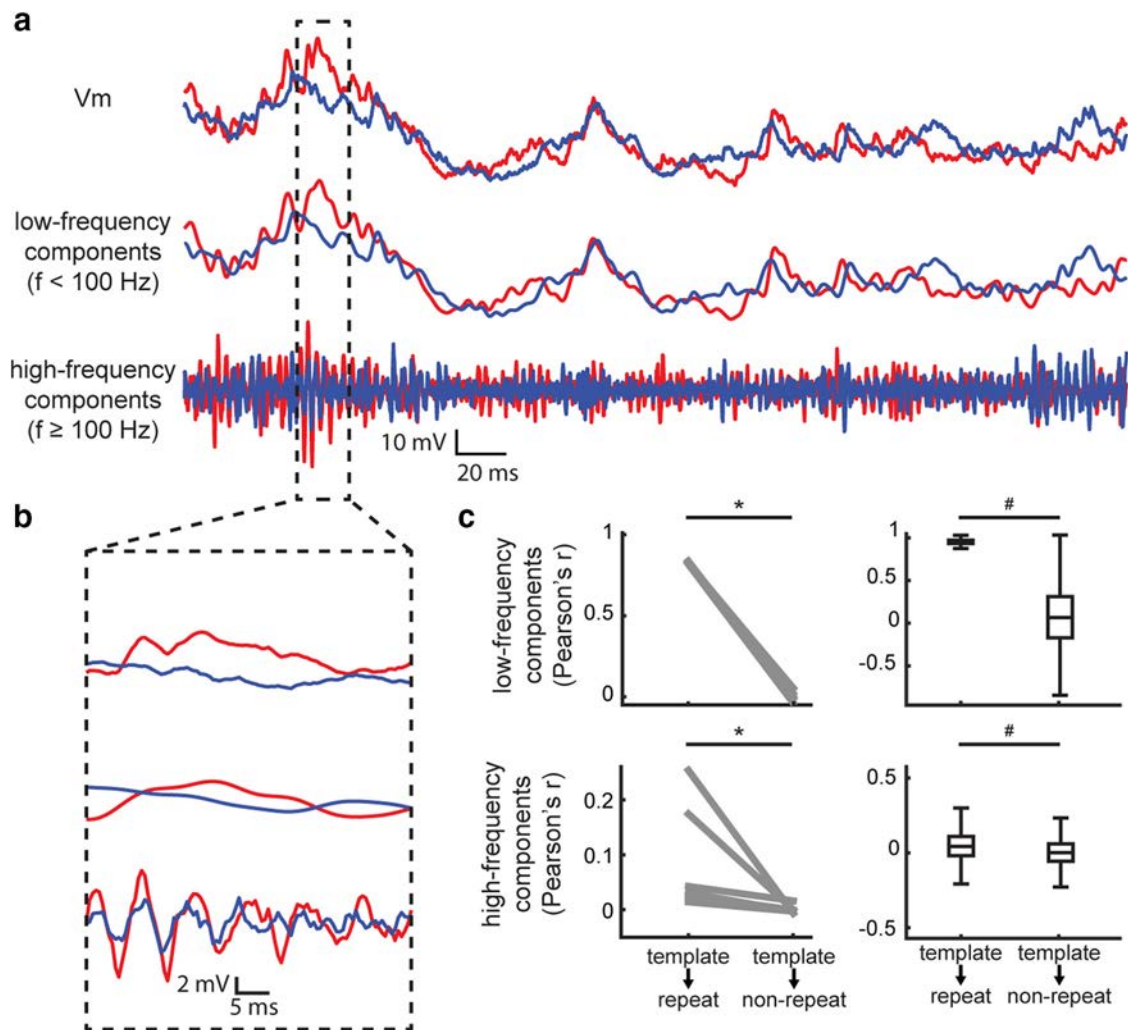 a
Vm
low-frequency
components
(f < 100 Hz)
high-frequency
components
(f ≥ 100 Hz)
10 mV
20 ms
b
2 mV
5 ms
c
low-frequency
components
(Pearson's r)
*
1
0.5
0
#
1
0.5
0
-0.5
high-frequency
components
(Pearson's r)
*
0.2
0.1
0
template
repeat
template
non-repeat
#
0.5
0
-0.5
template
repeat
template
non-repeat